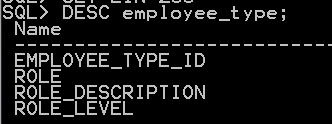 SQL> DESC employee_type;
Name
EMPLOYEE_TYPE_ID
ROLE
ROLE_DESCRIPTION
ROLE_LEVEL